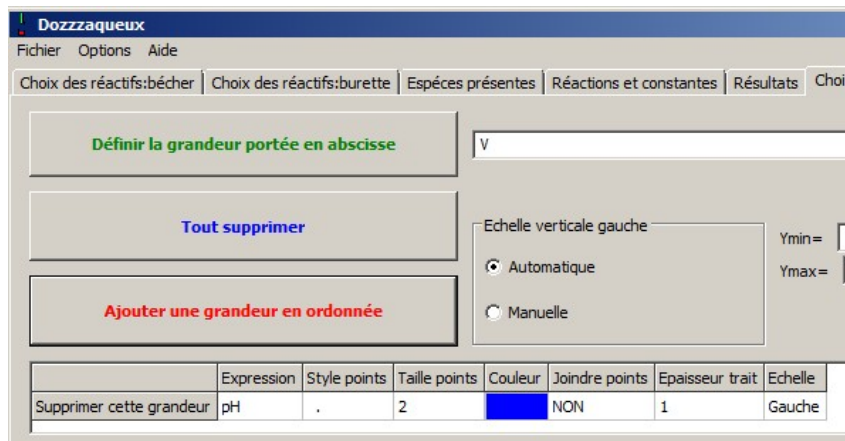 Dozzzaqueux
Fichier Options Aide
Choix des réactifs:bécher Choix des réactifs:burette Espéces présentes Réactions et constantes Résultats Choi
Définir la grandeur portée en abscisse
V
Tout supprimer
Echelle verticale gauche
Ymin=
Automatique
Ymax=
Ajouter une grandeur en ordonnée
Manuelle
Expression Style points Taille points Couleur Joindre points Epaisseur trait Echelle
Supprimer cette grandeur pH . 2 NON 1 Gauche